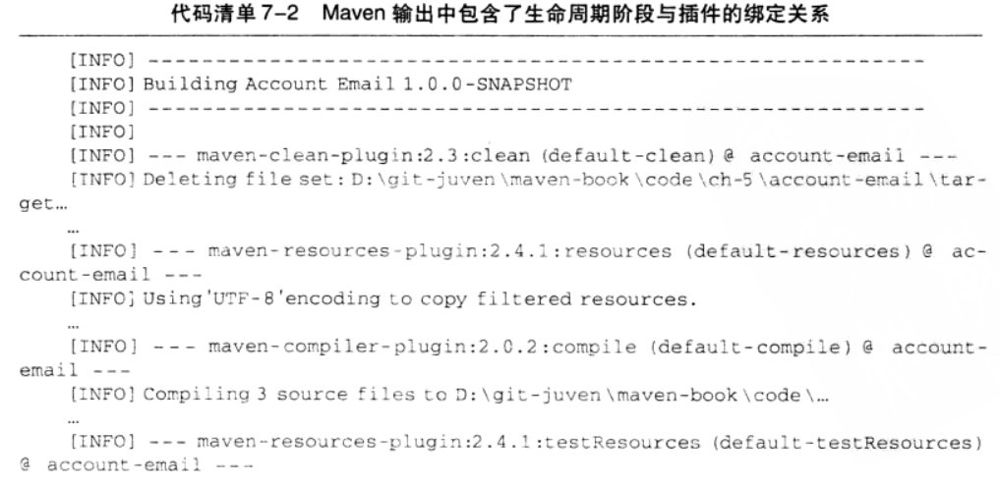 代码清单7-2 Maven 输出中包含了生命周期阶段与插件的绑定关系
[INFO] ------------------------------------------------------------
[INFO] Building Account Email 1.0.0-SNAPSHOT
[INFO] ------------------------------------------------------------
[INFO]
[INFO] --- maven-clean-plugin:2.3:clean (default-clean) @ account-email ---
[INFO] Deleting file set: D:\git-juven\maven-book\code\ch-5\account-email\tar-
get…
…
[INFO] --- maven-resources-plugin:2.4.1:resources (default-resources) @ ac-
count-email ---
[INFO] Using 'UTF-8' encoding to copy filtered resources.
…
[INFO] --- maven-compiler-plugin:2.0.2:compile (default-compile) @ account-
email ---
[INFO] Compiling 3 source files to D:\git-juven\maven-book\code\…
…
[INFO] --- maven-resources-plugin:2.4.1:testResources (default-testResources)
@ account-email ---